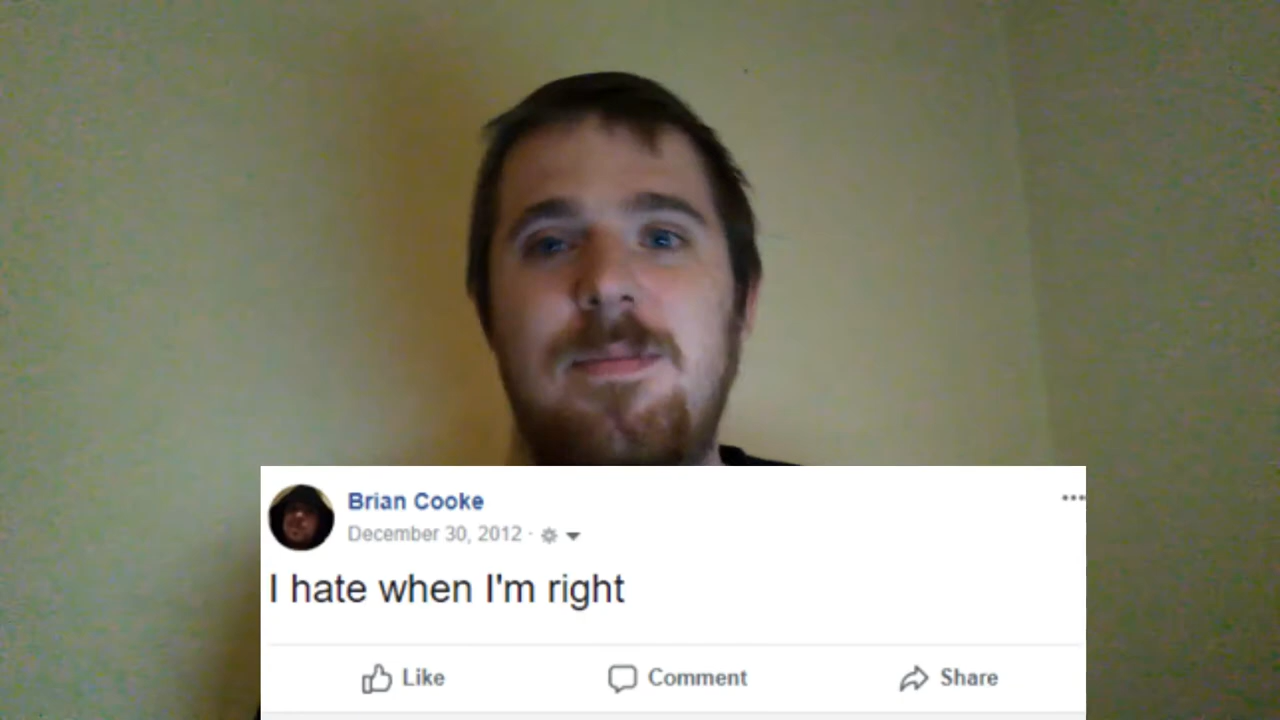 Brian Cooke
December 30, 2012 ·
I hate when I'm right
Like Comment Share